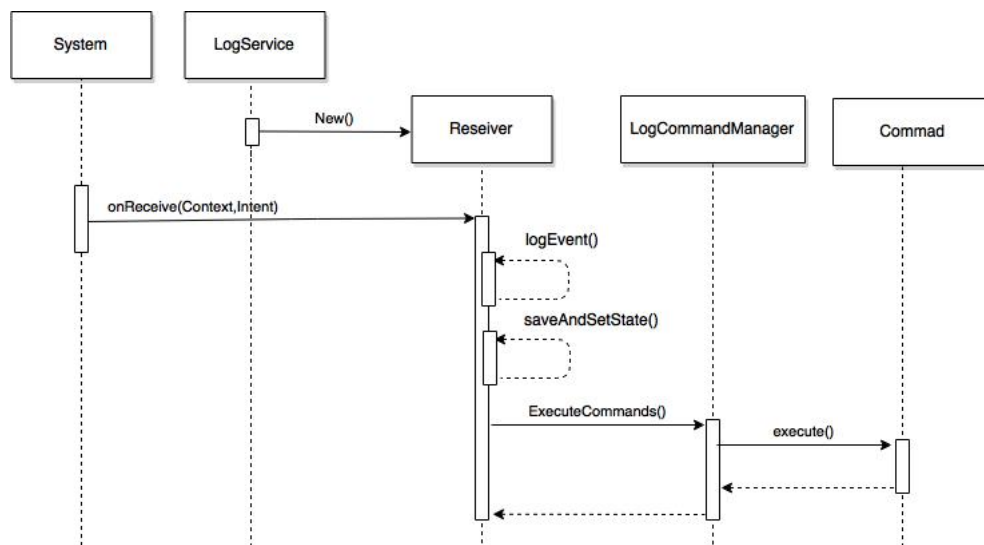 System
LogService
New()
Reseiver
LogCommandManager
Commad
onReceive(Context,Intent)
logEvent()
saveAndSetState()
ExecuteCommands()
execute()